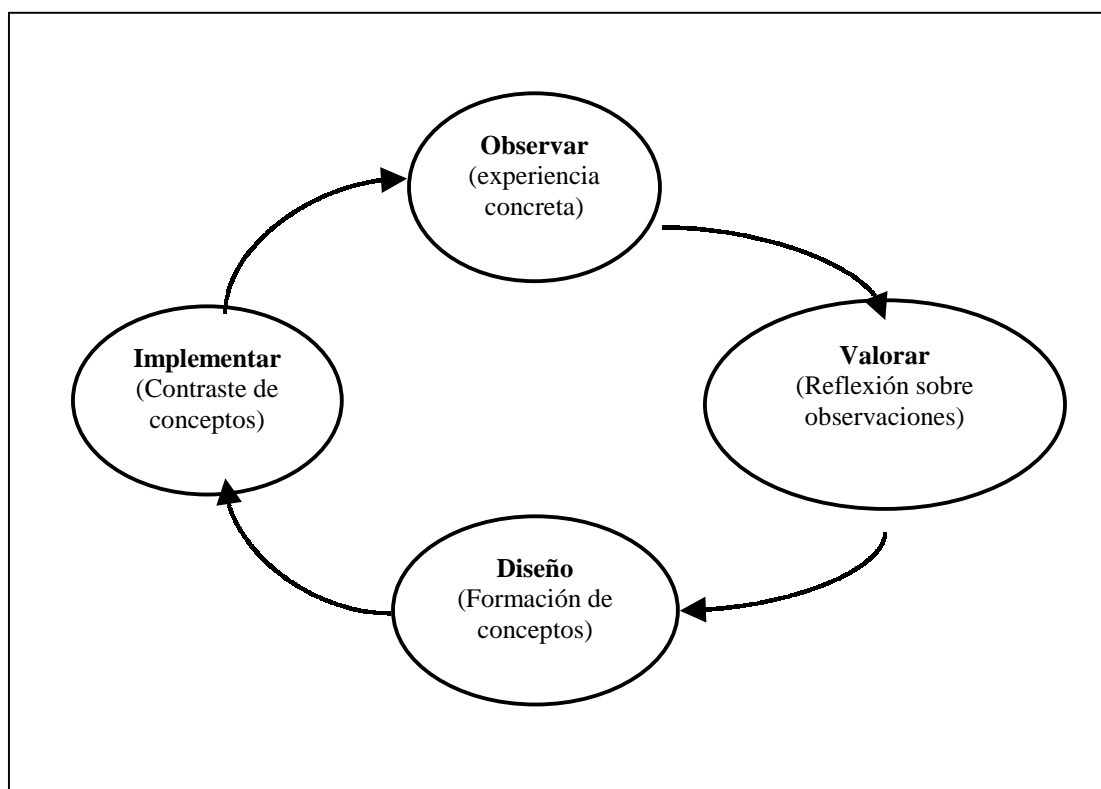 Observar
(experiencia
concreta)
Implementar
(Contraste de
conceptos)
Valorar
(Reflexión sobre
observaciones)
Diseño
(Formación de
conceptos)